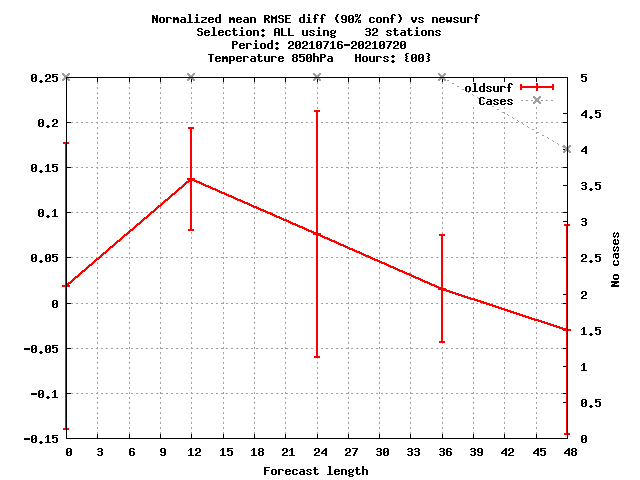 Normalized mean RMSE diff (90% conf) vs newsurf
Selection: ALL using    32 stations
Period: 20210716-20210720
Temperature 850hPa   Hours: {00}
0.25
0.2
0.15
0.1
0.05
0
-0.05
-0.1
-0.15
5
4.5
4
3.5
3
2.5
2
1.5
1
0.5
0
oldsurf
Cases
No cases
0 3 6 9 12 15 18 21 24 27 30 33 36 39 42 45 48
Forecast length